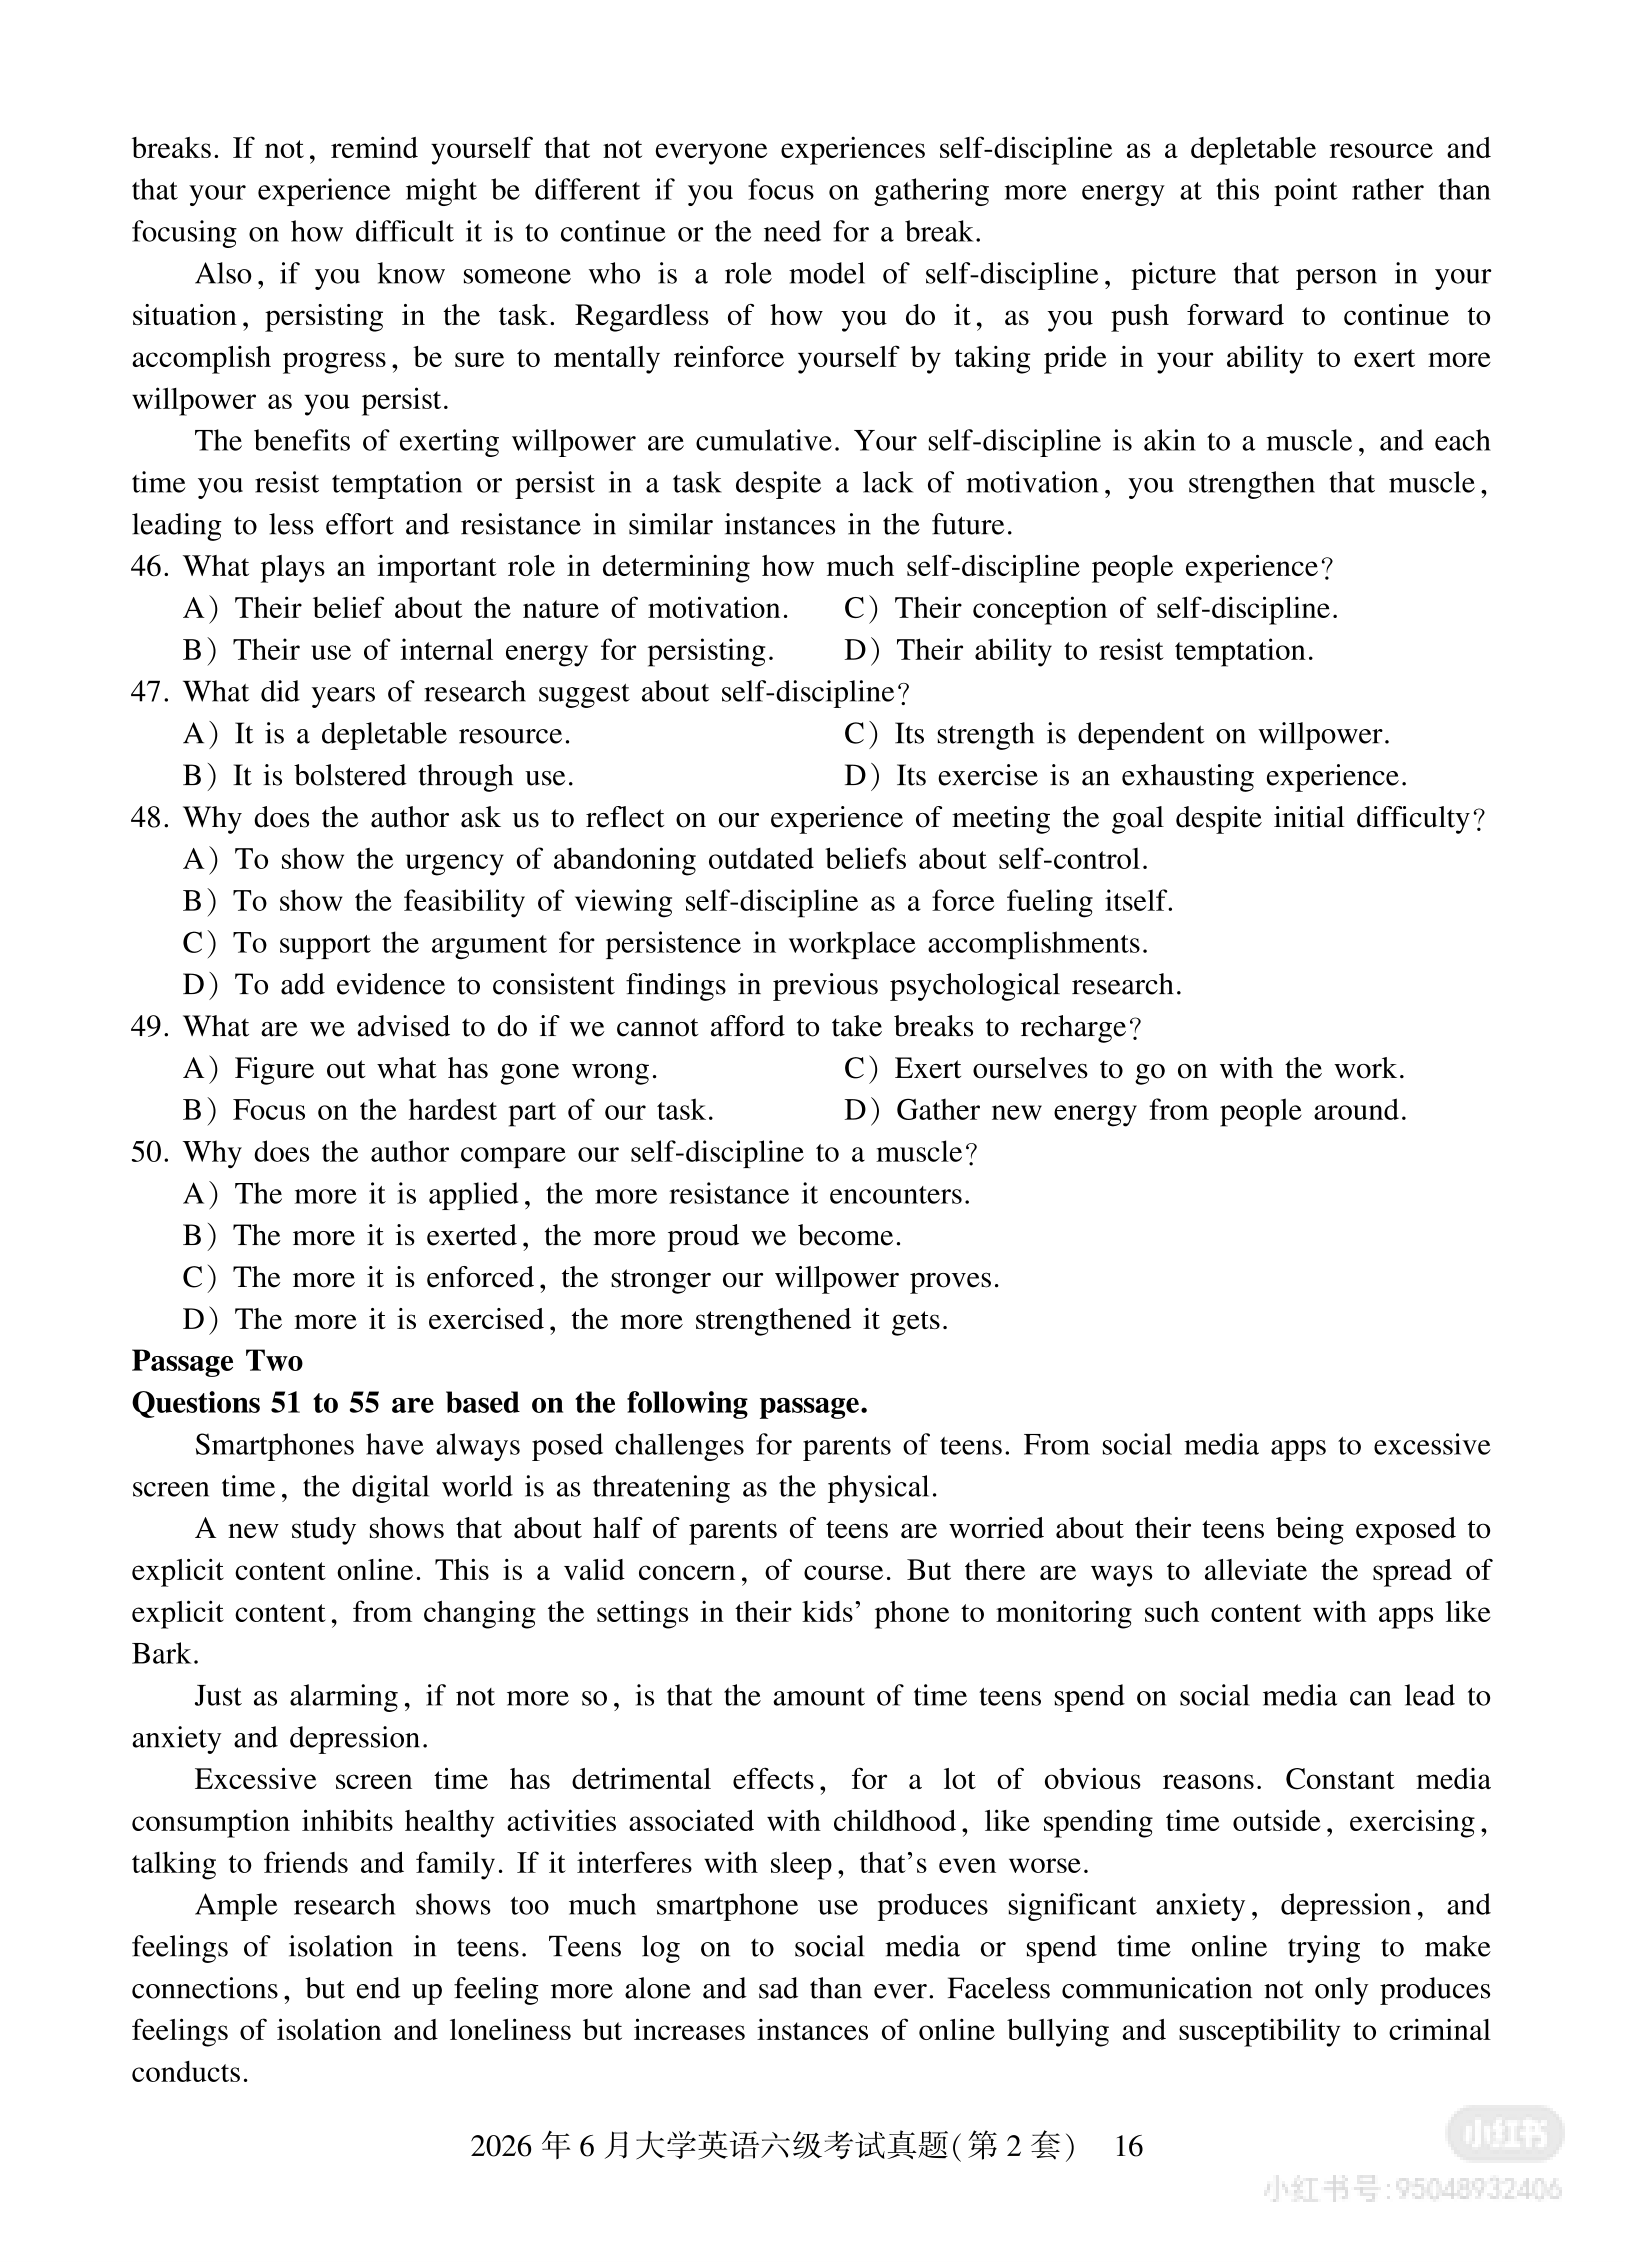 breaks. If not, remind yourself that not everyone experiences self-discipline as a depletable resource and
that your experience might be different if you focus on gathering more energy at this point rather than
focusing on how difficult it is to continue or the need for a break.
Also, if you know someone who is a role model of self-discipline, picture that person in your
situation, persisting in the task. Regardless of how you do it, as you push forward to continue to
accomplish progress, be sure to mentally reinforce yourself by taking pride in your ability to exert more
willpower as you persist.
The benefits of exerting willpower are cumulative. Your self-discipline is akin to a muscle, and each
time you resist temptation or persist in a task despite a lack of motivation, you strengthen that muscle,
leading to less effort and resistance in similar instances in the future.
46. What plays an important role in determining how much self-discipline people experience?
A) Their belief about the nature of motivation. C) Their conception of self-discipline.
B) Their use of internal energy for persisting. D) Their ability to resist temptation.
47. What did years of research suggest about self-discipline?
A) It is a depletable resource. C) Its strength is dependent on willpower.
B) It is bolstered through use. D) Its exercise is an exhausting experience.
48. Why does the author ask us to reflect on our experience of meeting the goal despite initial difficulty?
A) To show the urgency of abandoning outdated beliefs about self-control.
B) To show the feasibility of viewing self-discipline as a force fueling itself.
C) To support the argument for persistence in workplace accomplishments.
D) To add evidence to consistent findings in previous psychological research.
49. What are we advised to do if we cannot afford to take breaks to recharge?
A) Figure out what has gone wrong. C) Exert ourselves to go on with the work.
B) Focus on the hardest part of our task. D) Gather new energy from people around.
50. Why does the author compare our self-discipline to a muscle?
A) The more it is applied, the more resistance it encounters.
B) The more it is exerted, the more proud we become.
C) The more it is enforced, the stronger our willpower proves.
D) The more it is exercised, the more strengthened it gets.
Passage Two
Questions 51 to 55 are based on the following passage.
Smartphones have always posed challenges for parents of teens. From social media apps to excessive
screen time, the digital world is as threatening as the physical.
A new study shows that about half of parents of teens are worried about their teens being exposed to
explicit content online. This is a valid concern, of course. But there are ways to alleviate the spread of
explicit content, from changing the settings in their kids' phone to monitoring such content with apps like
Bark.
Just as alarming, if not more so, is that the amount of time teens spend on social media can lead to
anxiety and depression.
Excessive screen time has detrimental effects, for a lot of obvious reasons. Constant media
consumption inhibits healthy activities associated with childhood, like spending time outside, exercising,
talking to friends and family. If it interferes with sleep, that's even worse.
Ample research shows too much smartphone use produces significant anxiety, depression, and
feelings of isolation in teens. Teens log on to social media or spend time online trying to make
connections, but end up feeling more alone and sad than ever. Faceless communication not only produces
feelings of isolation and loneliness but increases instances of online bullying and susceptibility to criminal
conducts.
2026 年 6 月大学英语六级考试真题(第 2 套) 16
小红书
小红书号:95048932406